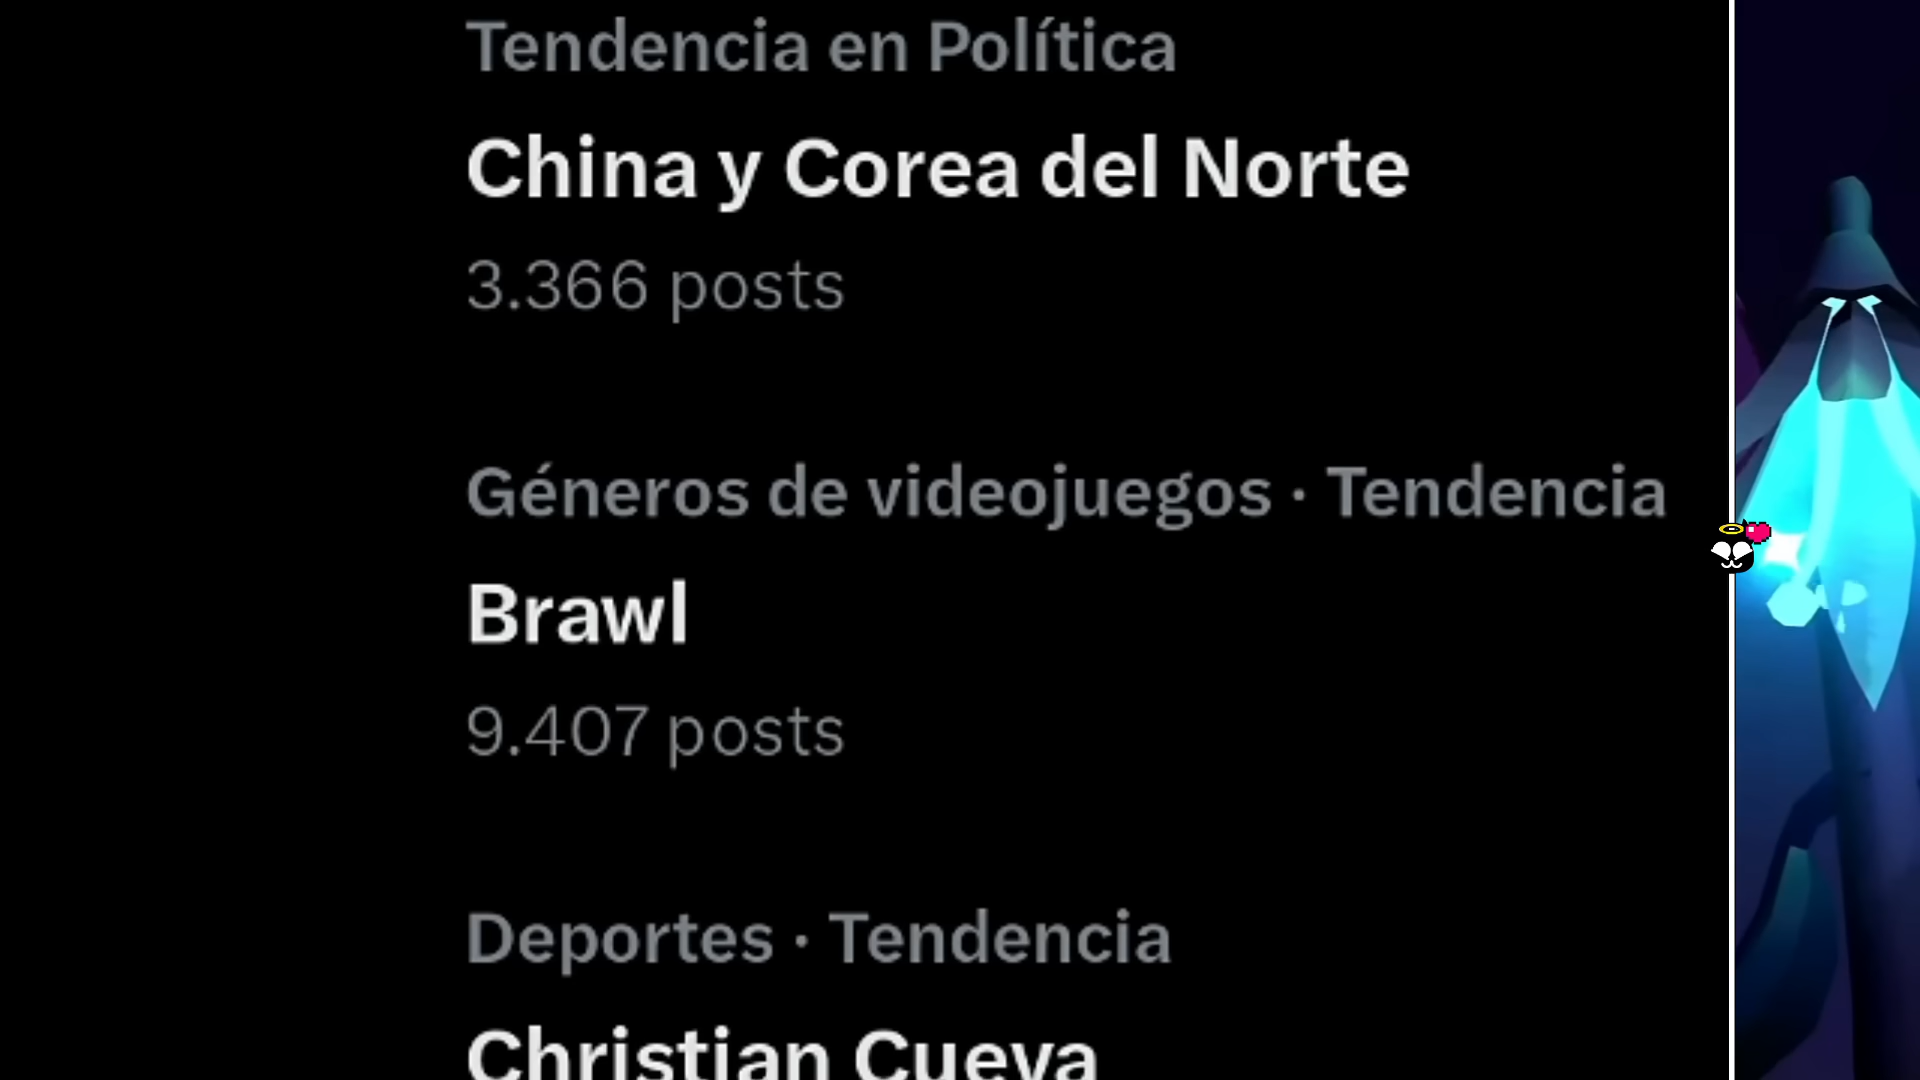 Tendencia en Política
China y Corea del Norte
3.366 posts
Géneros de videojuegos · Tendencia
Brawl
9.407 posts
Deportes · Tendencia
Christian Cueva